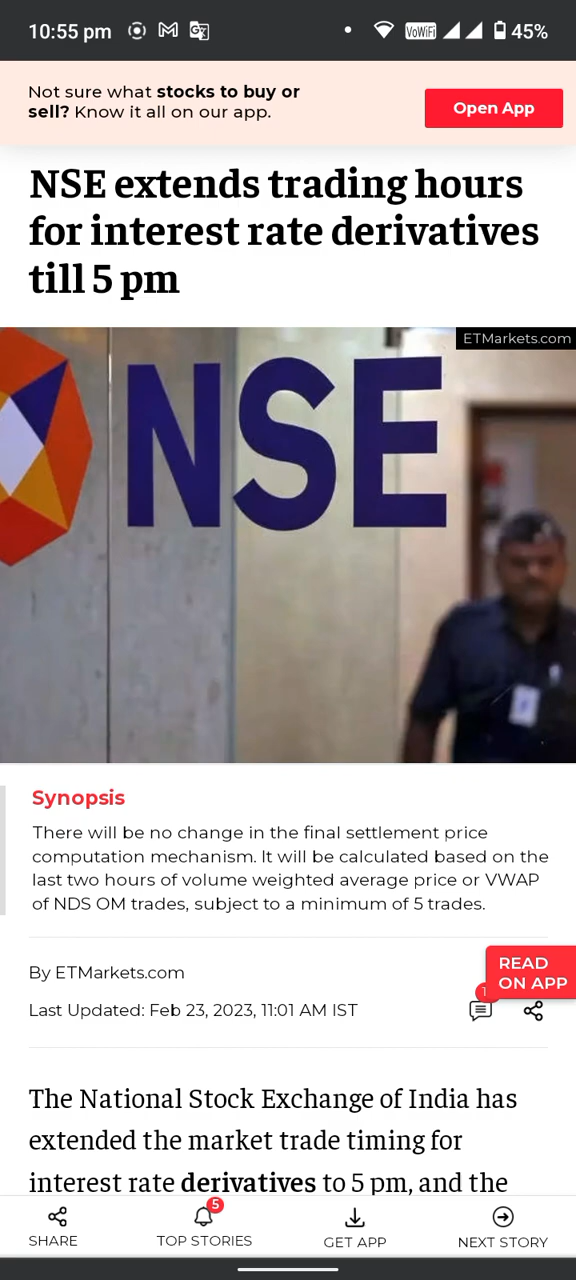 10:55 pm
VoWiFi
45%
Not sure what stocks to buy or
sell? Know it all on our app.
Open App
NSE extends trading hours
for interest rate derivatives
till 5 pm
ETMarkets.com
NSE
Synopsis
There will be no change in the final settlement price
computation mechanism. It will be calculated based on the
last two hours of volume weighted average price or VWAP
of NDS OM trades, subject to a minimum of 5 trades.
By ETMarkets.com
READ
ON APP
Last Updated: Feb 23, 2023, 11:01 AM IST
1
The National Stock Exchange of India has
extended the market trade timing for
interest rate derivatives to 5 pm, and the
5
SHARE
TOP STORIES
GET APP
NEXT STORY